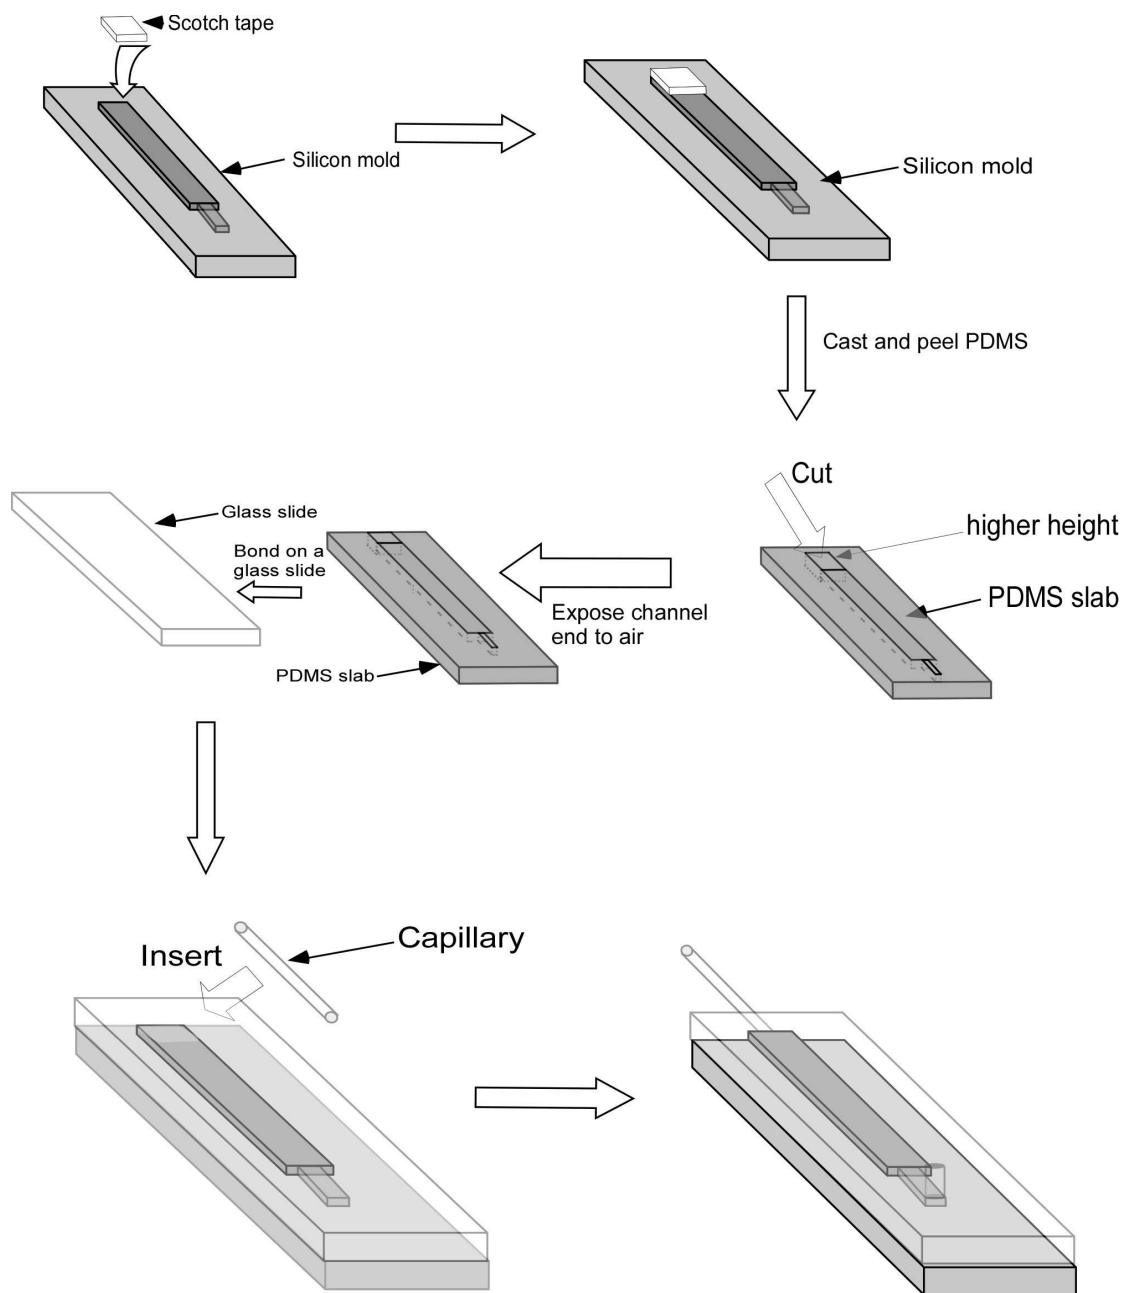 Scotch tape
Silicon mold
Silicon mold
Cast and peel PDMS
Cut
higher height
PDMS slab
Expose channel
end to air
Glass slide
Bond on a
glass slide
PDMS slab
Capillary
Insert